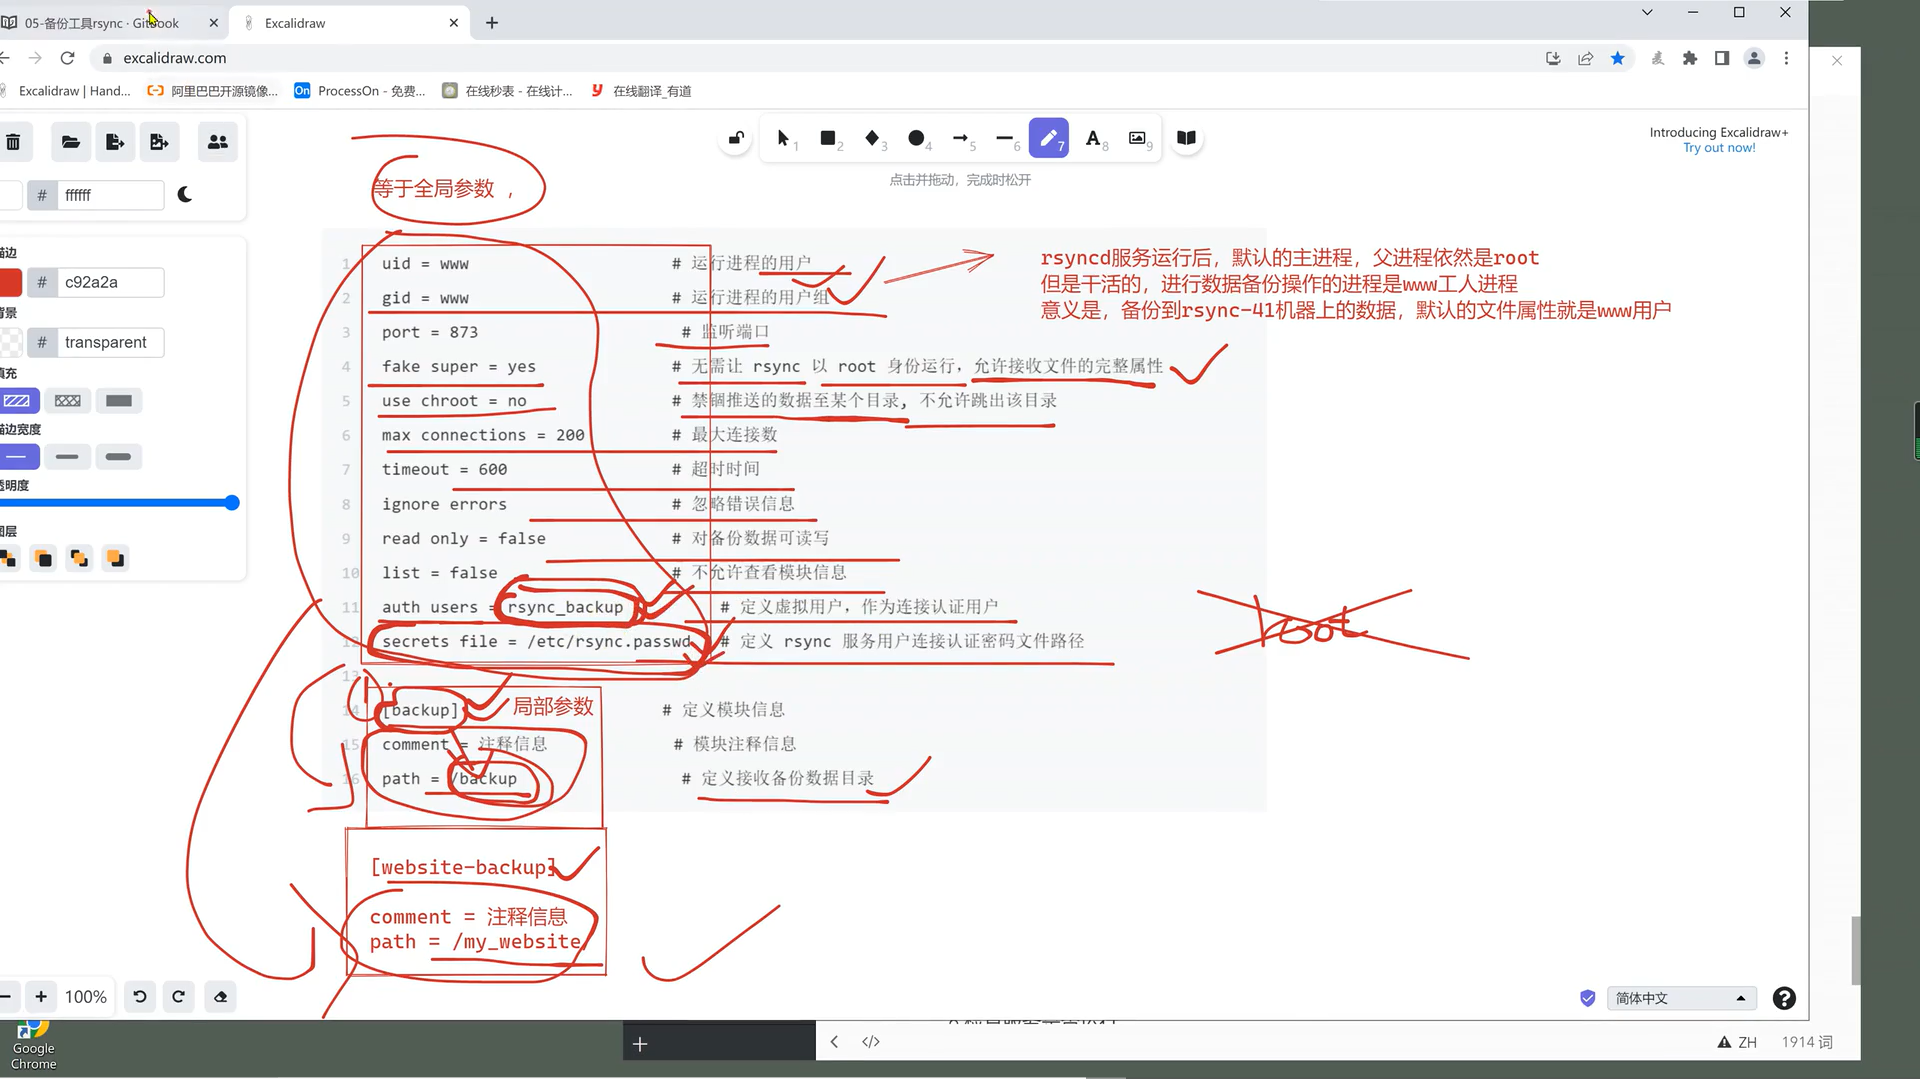 05-备份工具rsync · GitBook
Excalidraw
excalidraw.com
Excalidraw | Hand...
阿里巴巴开源镜像...
On ProcessOn - 免费...
在线秒表 - 在线计...
在线翻译_有道
1 2 3 4 5 6 7 8 9
点击并拖动，完成时松开
Introducing Excalidraw+
Try out now!
# ffffff
描边
# c92a2a
背景
# transparent
填充
描边宽度
透明度
图层
等于全局参数 ，
1 uid = www # 运行进程的用户
2 gid = www # 运行进程的用户组
3 port = 873 # 监听端口
4 fake super = yes # 无需让 rsync 以 root 身份运行，允许接收文件的完整属性
5 use chroot = no # 禁锢推送的数据至某个目录，不允许跳出该目录
6 max connections = 200 # 最大连接数
7 timeout = 600 # 超时时间
8 ignore errors # 忽略错误信息
9 read only = false # 对备份数据可读写
10 list = false # 不允许查看模块信息
11 auth users = rsync_backup # 定义虚拟用户，作为连接认证用户
12 secrets file = /etc/rsync.passwd # 定义 rsync 服务用户连接认证密码文件路径
13
14 [backup] 局部参数 # 定义模块信息
15 comment = 注释信息 # 模块注释信息
16 path = /backup # 定义接收备份数据目录
rsyncd服务运行后，默认的主进程，父进程依然是root
但是干活的，进行数据备份操作的进程是www工人进程
意义是，备份到rsync-41机器上的数据，默认的文件属性就是www用户
root
[website-backup]
comment = 注释信息
path = /my_website/
100%
简体中文
Google
Chrome
ZH
1914 词